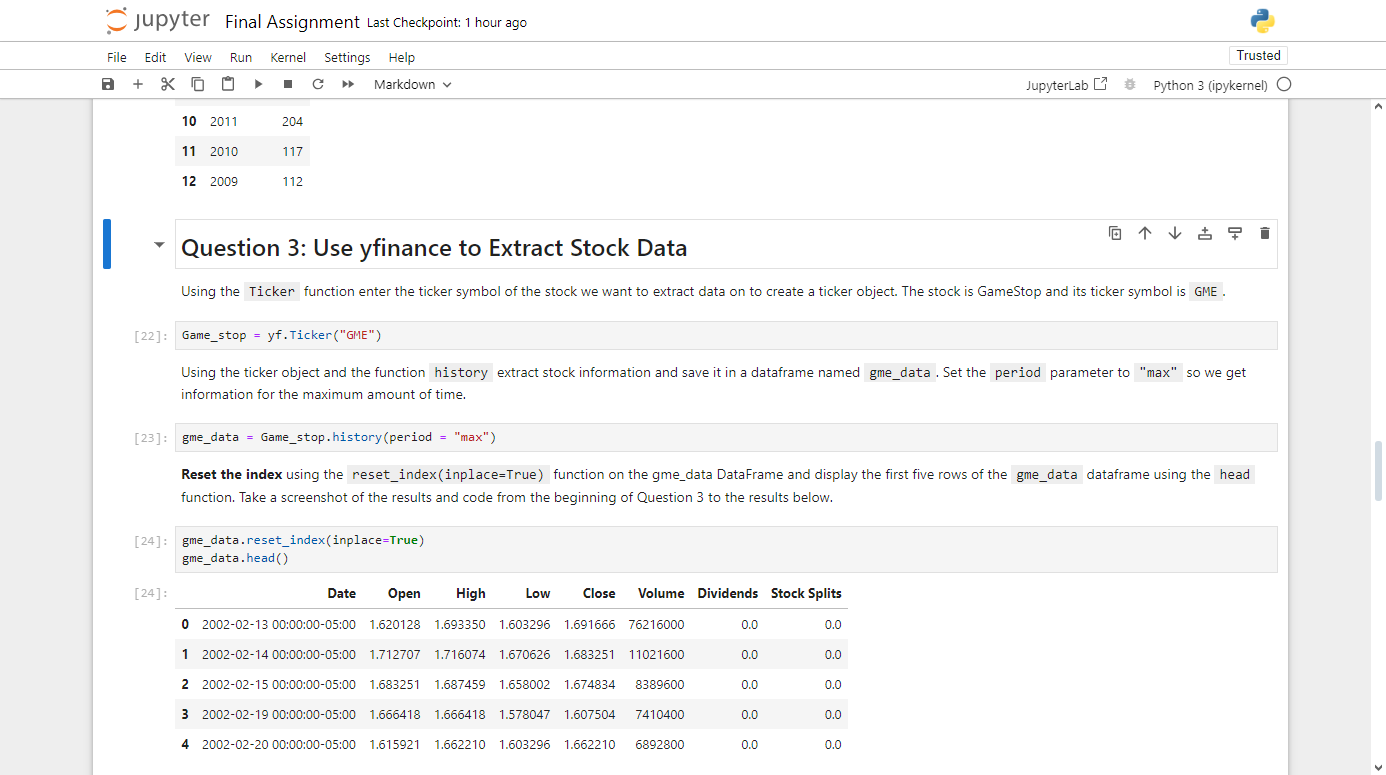 jupyter Final Assignment Last Checkpoint: 1 hour ago
File Edit View Run Kernel Settings Help
Trusted
Markdown
JupyterLab
Python 3 (ipykernel)
10 2011 204
11 2010 117
12 2009 112
Question 3: Use yfinance to Extract Stock Data
Using the Ticker function enter the ticker symbol of the stock we want to extract data on to create a ticker object. The stock is GameStop and its ticker symbol is GME .
[22]: Game_stop = yf.Ticker("GME")
Using the ticker object and the function history extract stock information and save it in a dataframe named gme_data . Set the period parameter to "max" so we get
information for the maximum amount of time.
[23]: gme_data = Game_stop.history(period = "max")
Reset the index using the reset_index(inplace=True) function on the gme_data DataFrame and display the first five rows of the gme_data dataframe using the head
function. Take a screenshot of the results and code from the beginning of Question 3 to the results below.
[24]: gme_data.reset_index(inplace=True)
gme_data.head()
[24]: Date Open High Low Close Volume Dividends Stock Splits
0 2002-02-13 00:00:00-05:00 1.620128 1.693350 1.603296 1.691666 76216000 0.0 0.0
1 2002-02-14 00:00:00-05:00 1.712707 1.716074 1.670626 1.683251 11021600 0.0 0.0
2 2002-02-15 00:00:00-05:00 1.683251 1.687459 1.658002 1.674834 8389600 0.0 0.0
3 2002-02-19 00:00:00-05:00 1.666418 1.666418 1.578047 1.607504 7410400 0.0 0.0
4 2002-02-20 00:00:00-05:00 1.615921 1.662210 1.603296 1.662210 6892800 0.0 0.0